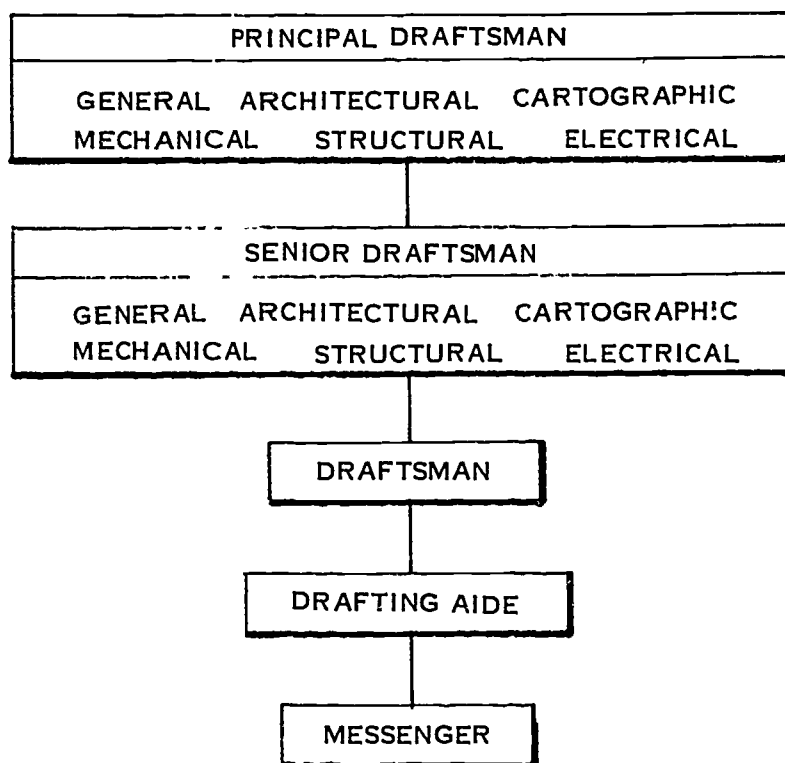 PRINCIPAL DRAFTSMAN
GENERAL ARCHITECTURAL CARTOGRAPHIC
MECHANICAL STRUCTURAL ELECTRICAL
SENIOR DRAFTSMAN
GENERAL ARCHITECTURAL CARTOGRAPHIC
MECHANICAL STRUCTURAL ELECTRICAL
DRAFTSMAN
DRAFTING AIDE
MESSENGER